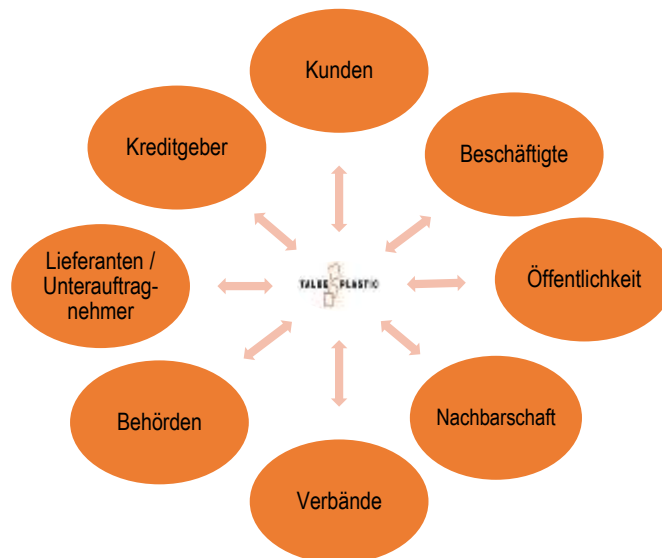 Kunden
Kreditgeber
Beschäftigte
Lieferanten /
Unterauftrag-
nehmer
Öffentlichkeit
Behörden
Nachbarschaft
Verbände